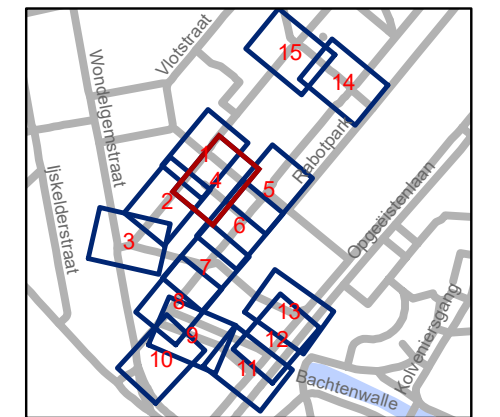 Vlotstraat
15
14
Wondelgemstraat
Rabotpark
1
4
5
Ijskelderstraat
2
6
3
Opgeëistenlaan
7
8
13
9
12
10
11
Kolveniersgang
Bachtenwalle